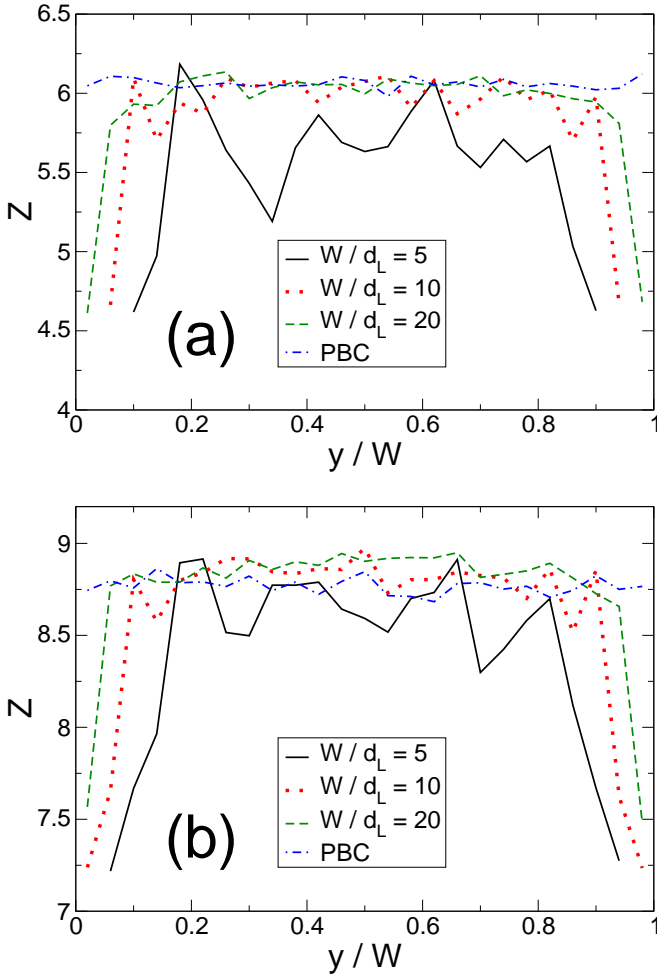 6.5
6
5.5
5
4.5
4
Z
W / d_L = 5
W / d_L = 10
W / d_L = 20
PBC
(a)
0 0.2 0.4 0.6 0.8 1
y / W
9
8.5
8
7.5
7
Z
W / d_L = 5
W / d_L = 10
W / d_L = 20
PBC
(b)
0 0.2 0.4 0.6 0.8 1
y / W